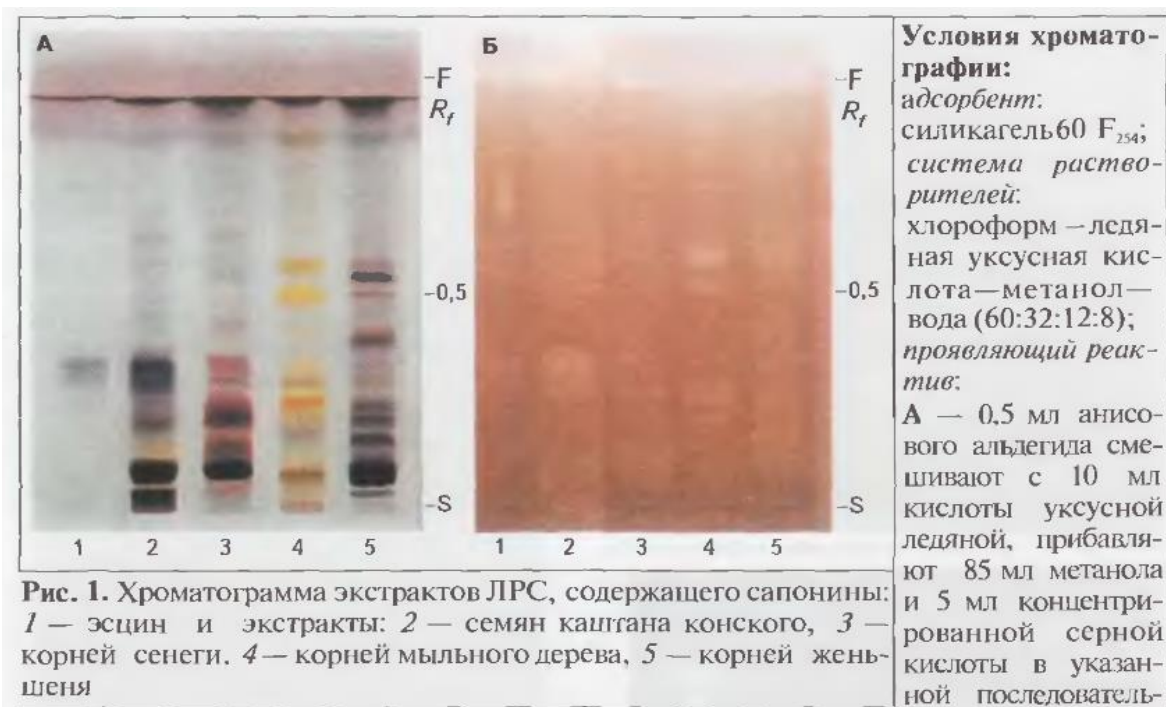 А
–F
R_f
–0,5
–S
1 2 3 4 5
Б
–F
R_f
–0,5
–S
1 2 3 4 5
Рис. 1. Хроматограмма экстрактов ЛРС, содержащего сапонины:
1 — эсцин и экстракты: 2 — семян каштана конского, 3 —
корней сенеги. 4 — корней мыльного дерева, 5 — корней жень-
шеня
Условия хромато-
графии:
адсорбент:
силикагель60 F₂₅₄;
система раство-
рителей:
хлороформ – ледя-
ная уксусная кис-
лота—метанол—
вода (60:32:12:8);
проявляющий реак-
тив:
А — 0,5 мл анисо-
вого альдегида сме-
шивают с 10 мл
кислоты уксусной
ледяной, прибавля-
ют 85 мл метанола
и 5 мл концентри-
рованной серной
кислоты в указан-
ной последователь-